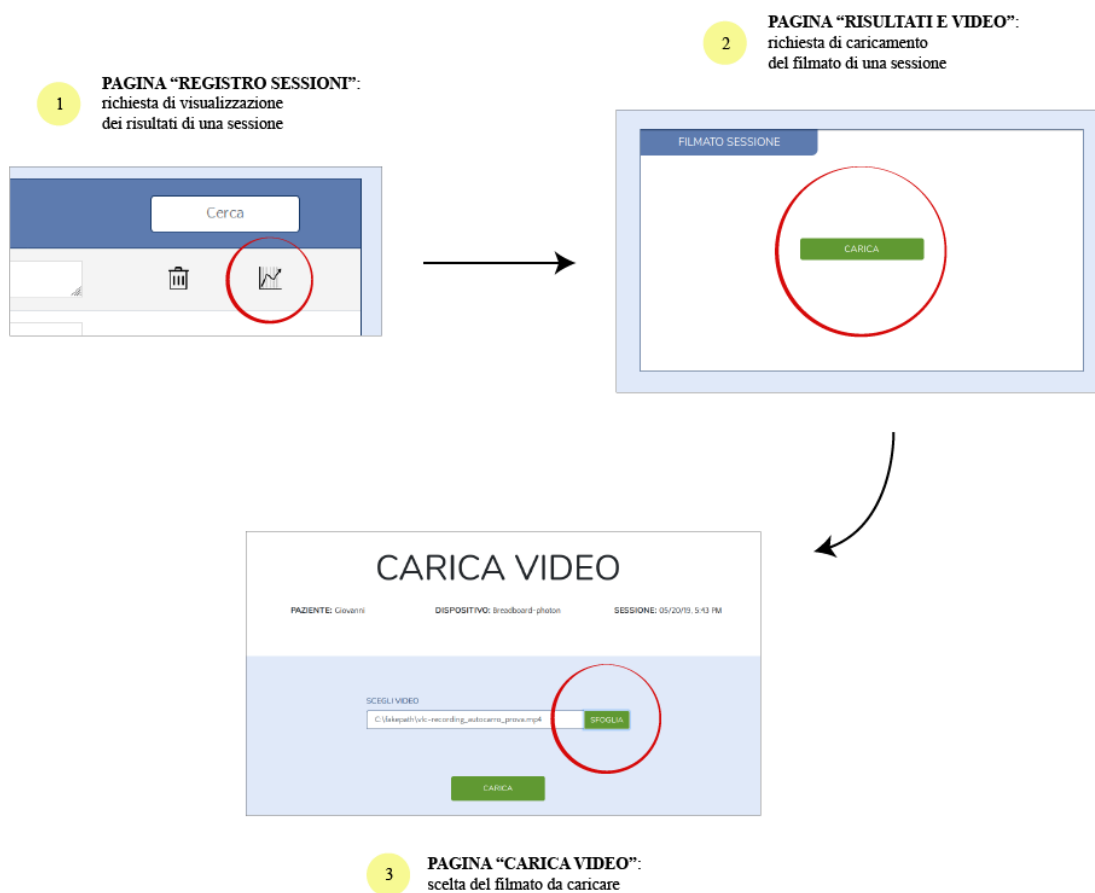 1
PAGINA “REGISTRO SESSIONI”:
richiesta di visualizzazione
dei risultati di una sessione
Cerca
2
PAGINA “RISULTATI E VIDEO”:
richiesta di caricamento
del filmato di una sessione
FILMATO SESSIONE
CARICA
CARICA VIDEO
PAZIENTE: Giovanni DISPOSITIVO: Breadboard-photon SESSIONE: 05/20/19, 5:43 PM
SCEGLI VIDEO
C:\fakepath\vlc-recording_autocarro_prova.mp4 SFOGLIA
CARICA
3
PAGINA “CARICA VIDEO”:
scelta del filmato da caricare